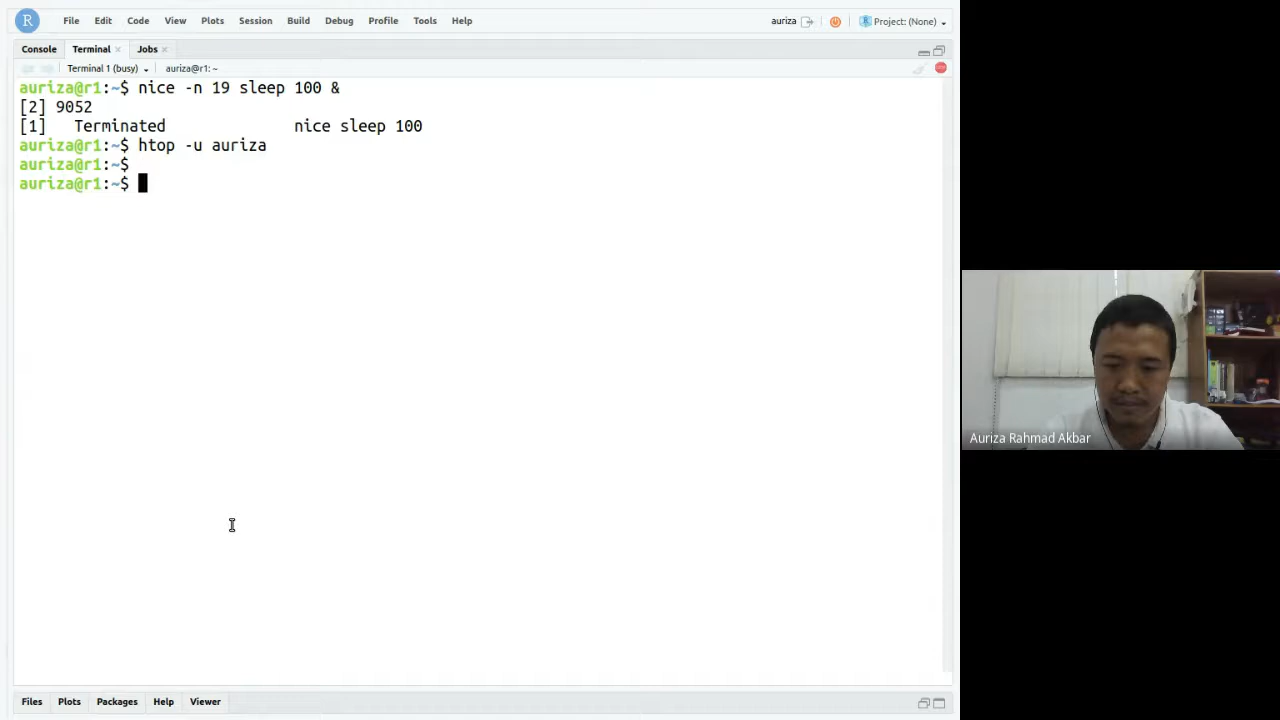 R File Edit Code View Plots Session Build Debug Profile Tools Help auriza Project: (None)
Console Terminal Jobs
Terminal 1 (busy) auriza@r1: ~
auriza@r1:~$ nice -n 19 sleep 100 &
[2] 9052
[1] Terminated nice sleep 100
auriza@r1:~$ htop -u auriza
auriza@r1:~$
auriza@r1:~$
Auriza Rahmad Akbar
Files Plots Packages Help Viewer